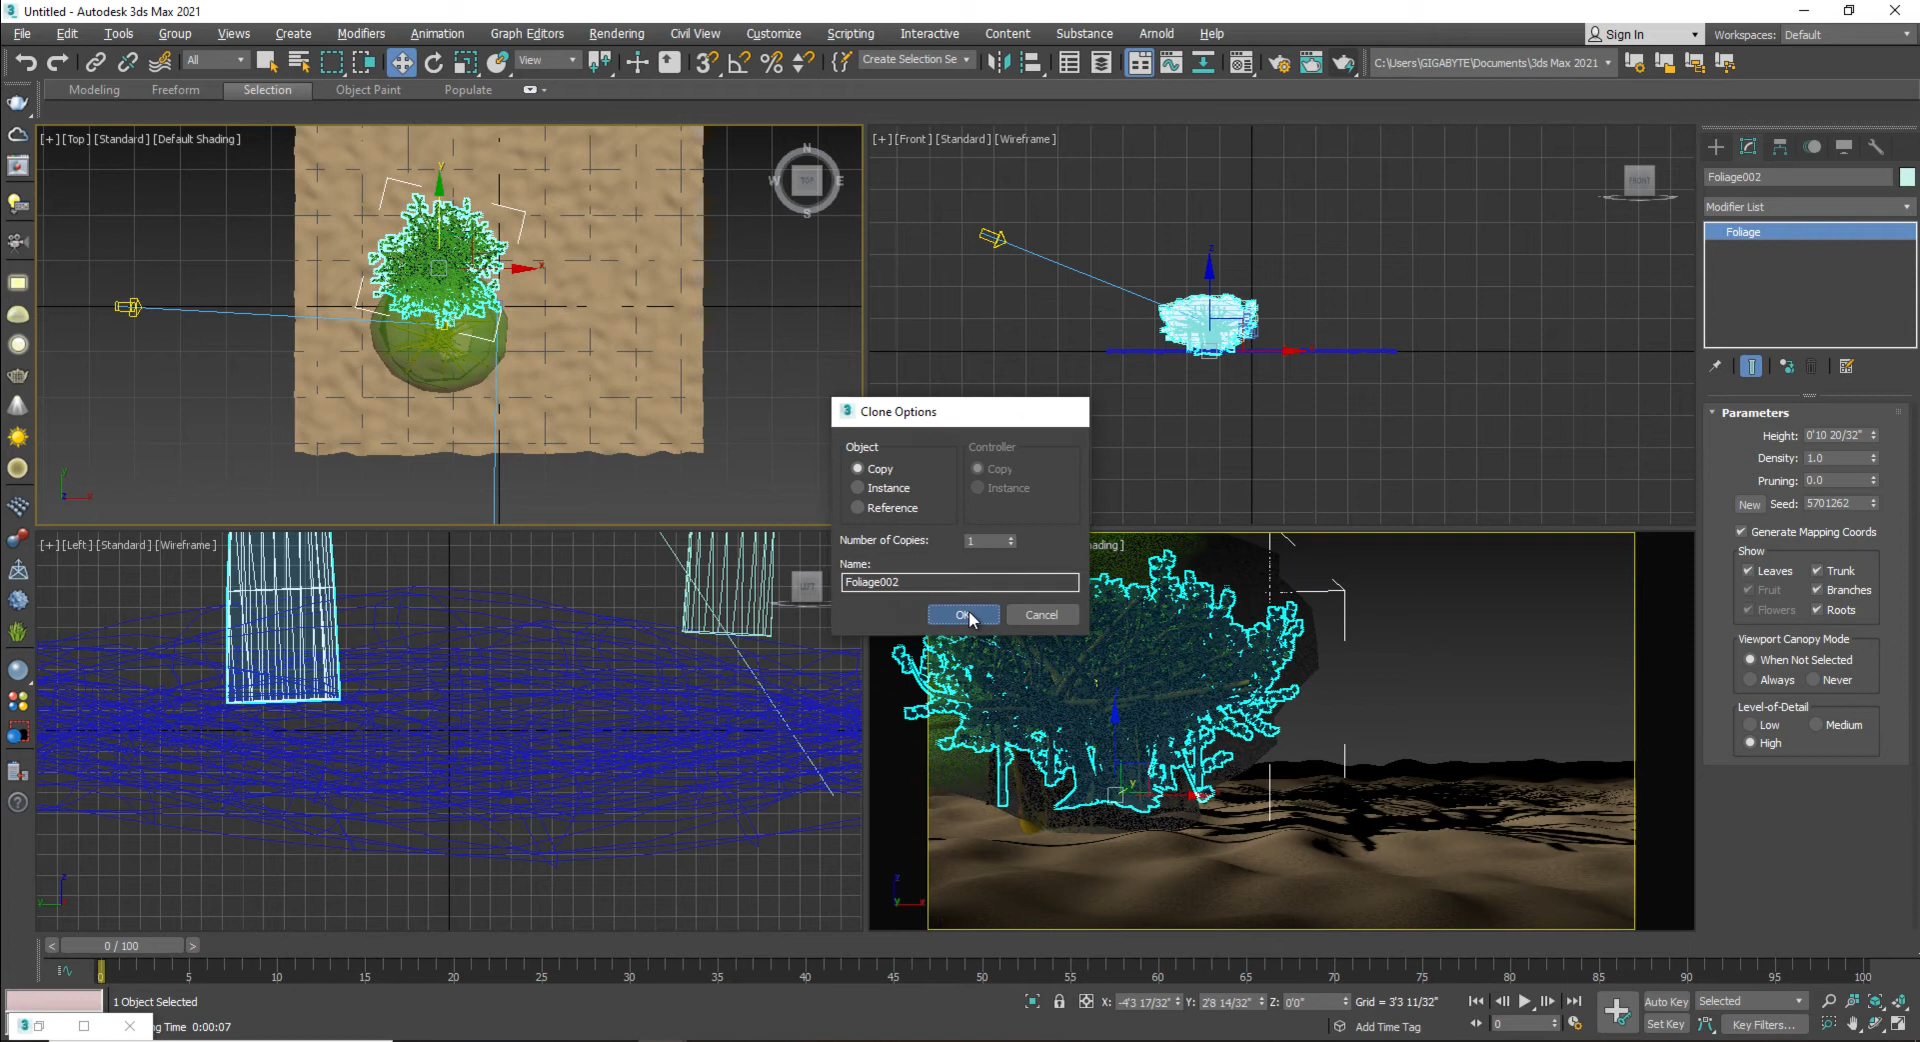 Untitled - Autodesk 3ds Max 2021
File Edit Tools Group Views Create Modifiers Animation Graph Editors Rendering Civil View Customize Scripting Interactive Content Substance Arnold Help
Sign In Workspaces: Default
All View Create Selection Se C:\Users\GIGABYTE\Documents\3ds Max 2021
Modeling Freeform Selection Object Paint Populate
[+] [Top] [Standard] [Default Shading]
N
W TOP E
S
y
x
[+] [Front] [Standard] [Wireframe]
FRONT
z
Foliage002
Modifier List
Foliage
Clone Options
Object
Controller
Copy
Copy
Instance
Instance
Reference
Number of Copies: 1
Name:
Foliage002
OK
Cancel
[+] [Left] [Standard] [Wireframe]
LEFT
ading]
Parameters
Height: 0'10 20/32"
Density: 1.0
Pruning: 0.0
New Seed: 5701262
Generate Mapping Coords
Show
Leaves Trunk
Fruit Branches
Flowers Roots
Viewport Canopy Mode
When Not Selected
Always Never
Level-of-Detail
Low Medium
High
< 0 / 100 >
0 5 10 15 20 25 30 35 40 45 50 55 60 65 70 75 80 85 90 95 100
1 Object Selected
X: -4'3 17/32" Y: 2'8 14/32" Z: 0'0" Grid = 3'3 11/32"
Auto Key Selected
ng Time 0:00:07
Add Time Tag
0
Set Key Key Filters...